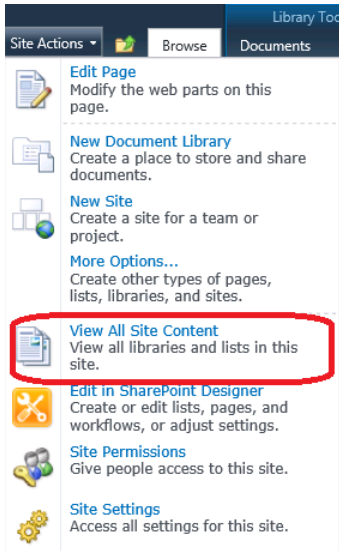 Library Too
Site Actions
Browse
Documents
Edit Page
Modify the web parts on this
page.
New Document Library
Create a place to store and share
documents.
New Site
Create a site for a team or
project.
More Options...
Create other types of pages,
lists, libraries, and sites.
View All Site Content
View all libraries and lists in this
site.
Edit in SharePoint Designer
Create or edit lists, pages, and
workflows, or adjust settings.
Site Permissions
Give people access to this site.
Site Settings
Access all settings for this site.